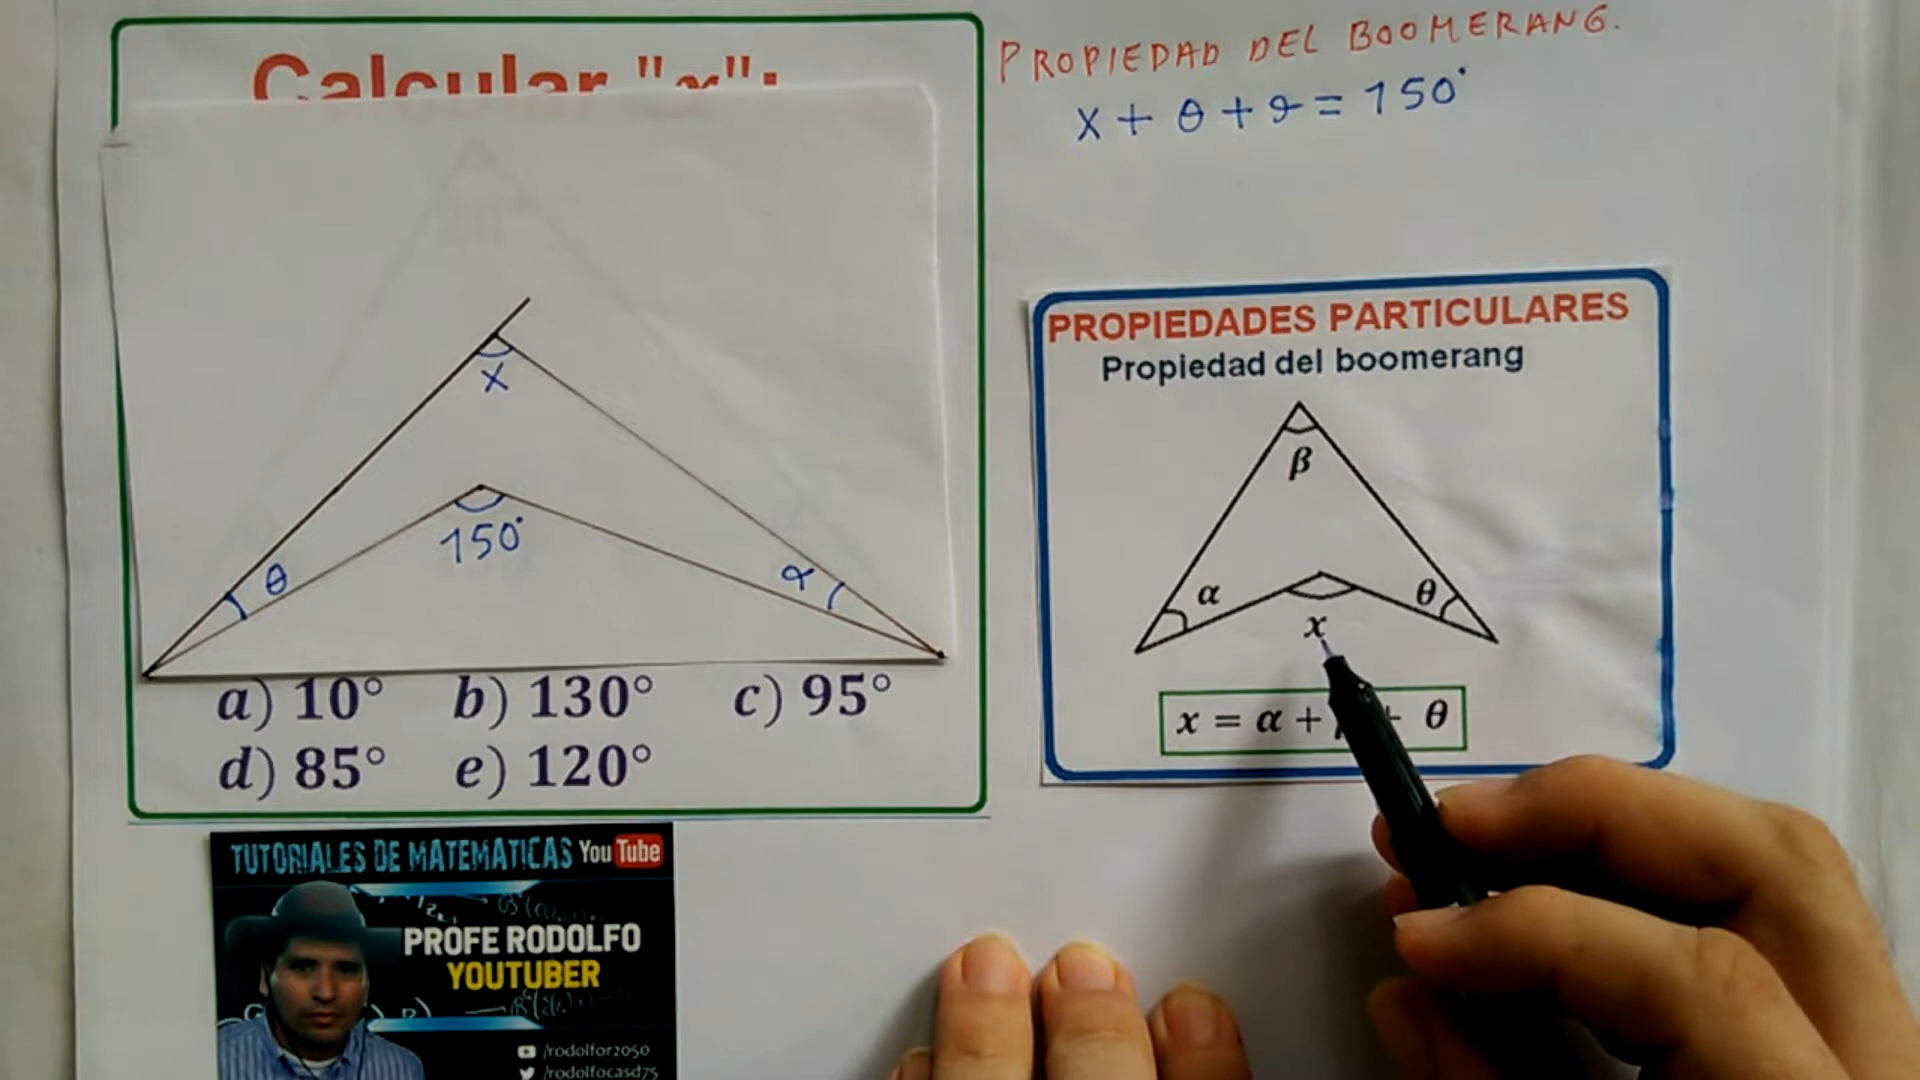 Calcular "x":
PROPIEDAD DEL BOOMERANG.
x + θ + α = 150°
x
150°
θ
α
a) 10° b) 130° c) 95°
d) 85° e) 120°
PROPIEDADES PARTICULARES
Propiedad del boomerang
β
α
θ
x
x = α + + θ
TUTORIALES DE MATEMATICAS YouTube
PROFE RODOLFO
YOUTUBER
/rodolfor2050
/rodolfocasd75